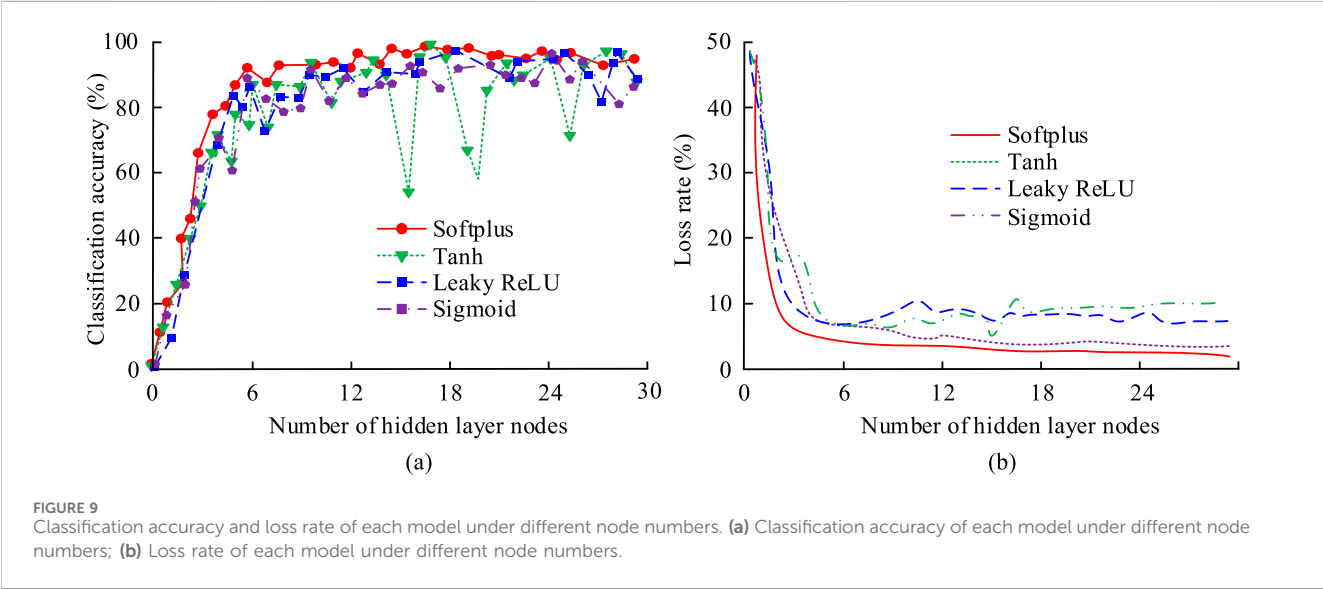 100
80
60
40
20
0
Classification accuracy (%)
Softplus
Tanh
Leaky ReLU
Sigmoid
0 6 12 18 24 30
Number of hidden layer nodes
(a)
50
40
30
20
10
0
Loss rate (%)
Softplus
Tanh
Leaky ReLU
Sigmoid
0 6 12 18 24
Number of hidden layer nodes
(b)
FIGURE 9
Classification accuracy and loss rate of each model under different node numbers. (a) Classification accuracy of each model under different node
numbers; (b) Loss rate of each model under different node numbers.